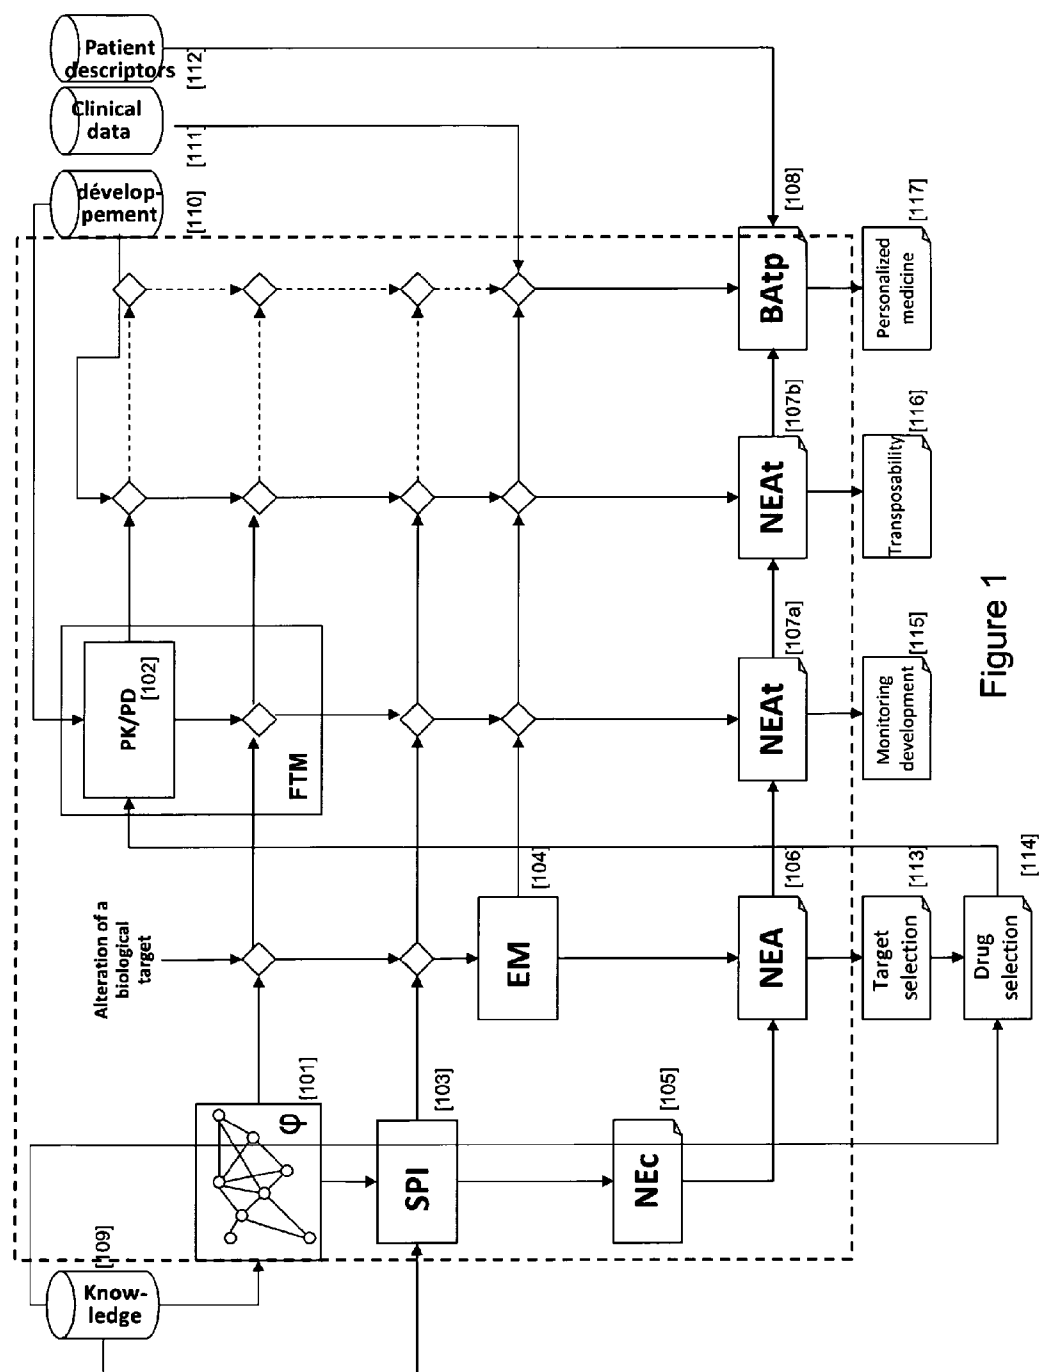 Patient
descriptors
[112]
Clinical
data
[111]
dévelop-
pement
[110]
BAtp
[108]
Personalized
medicine
[117]
NEAt
[107b]
Transposability
[116]
PK/PD
[102]
FTM
NEAt
[107a]
Monitoring
development
[115]
Alteration of a
biological
target
EM
[104]
NEA
[106]
Target
selection
[113]
Drug
selection
[114]
φ
[101]
SPI
[103]
NEc
[105]
Know-
ledge
[109]
Figure 1